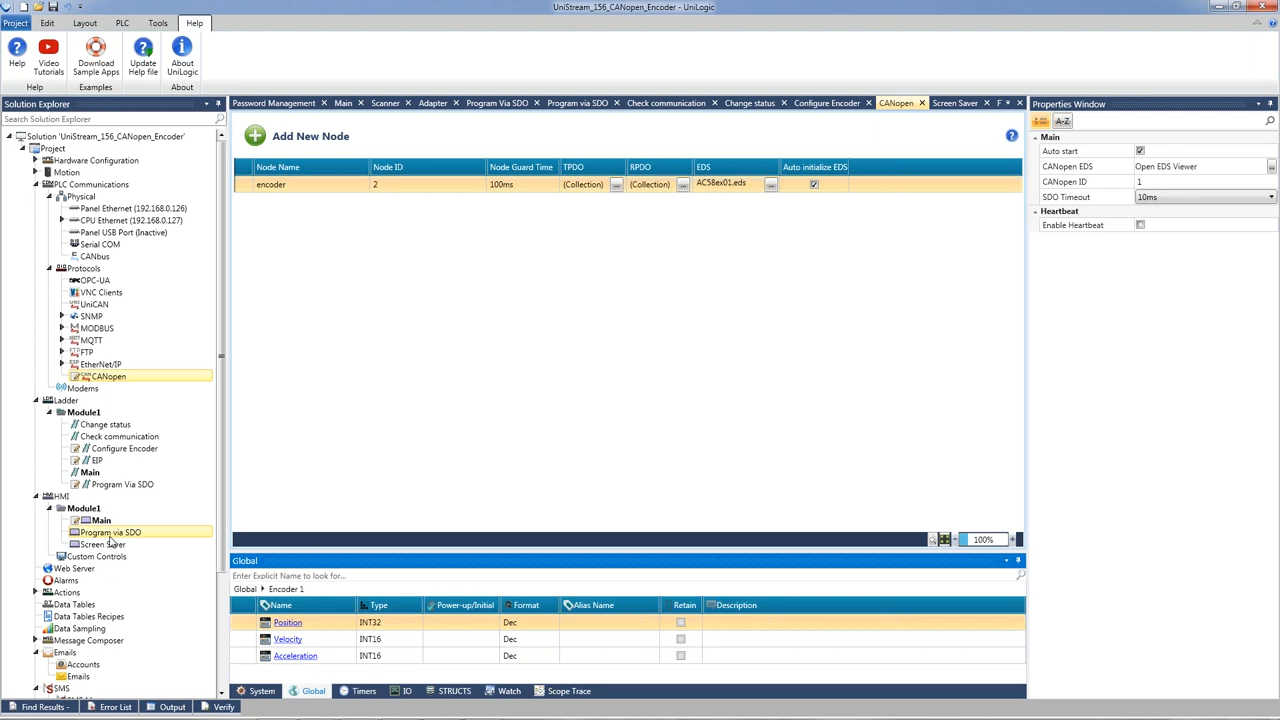 UniStream_156_CANopen_Encoder - UniLogic
Project Edit Layout PLC Tools Help
Help Video Tutorials Download Sample Apps Update Help file About UniLogic
Help Examples About
Solution Explorer
Search Solution Explorer
Solution 'UniStream_156_CANopen_Encoder'
Project
Hardware Configuration
Motion
PLC Communications
Physical
Panel Ethernet (192.168.0.126)
CPU Ethernet (192.168.0.127)
Panel USB Port (Inactive)
Serial COM
CANbus
Protocols
OPC-UA
VNC Clients
UniCAN
SNMP
MODBUS
MQTT
FTP
EtherNet/IP
CANopen
Modems
Ladder
Module1
Change status
Check communication
Configure Encoder
EIP
Main
Program Via SDO
HMI
Module1
Main
Program via SDO
Screen Saver
Custom Controls
Web Server
Alarms
Actions
Data Tables
Data Tables Recipes
Data Sampling
Message Composer
Emails
Accounts
Emails
SMS
Find Results - Error List Output Verify
Password Management Main Scanner Adapter Program Via SDO Program via SDO Check communication Change status Configure Encoder CANopen Screen Saver F
Add New Node
Node Name Node ID Node Guard Time TPDO RPDO EDS Auto initialize EDS
encoder 2 100ms (Collection) ... (Collection) ... AC58ex01.eds ...
100%
Global
Enter Explicit Name to look for...
Global Encoder 1
Name Type Power-up/Initial Format Alias Name Retain Description
Position INT32 Dec
Velocity INT16 Dec
Acceleration INT16 Dec
System Global Timers IO STRUCTS Watch Scope Trace
Properties Window
A-Z
Main
Auto start
CANopen EDS Open EDS Viewer
CANopen ID 1
SDO Timeout 10ms
Heartbeat
Enable Heartbeat